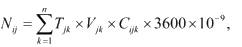 N_{ij} = \sum_{k=1}^{n} T_{jk} \times V_{jk} \times C_{ijk} \times 3600 \times 10^{-9},